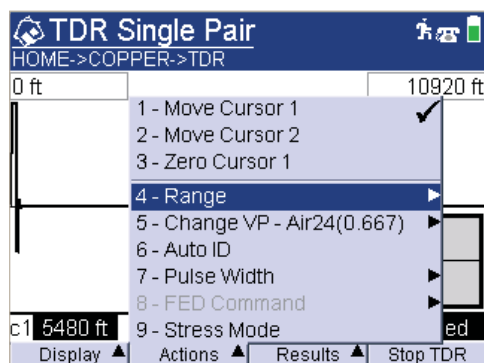 TDR Single Pair
HOME->COPPER->TDR
0 ft
10920 ft
1 - Move Cursor 1
2 - Move Cursor 2
3 - Zero Cursor 1
4 - Range
5 - Change VP - Air24(0.667)
6 - Auto ID
7 - Pulse Width
8 - FED Command
9 - Stress Mode
c1 5480 ft
ed
Display Actions Results Stop TDR